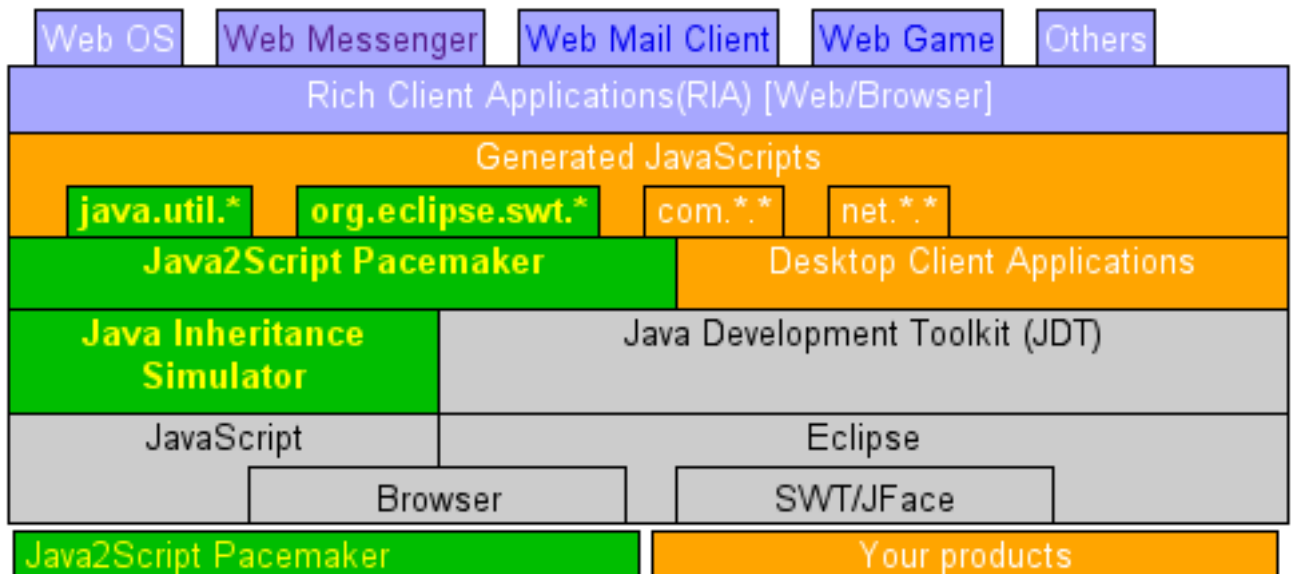 Web OS Web Messenger Web Mail Client Web Game Others
Rich Client Applications(RIA) [Web/Browser]
Generated JavaScripts
java.util.* org.eclipse.swt.* com.*.* net.*.*
Java2Script Pacemaker Desktop Client Applications
Java Inheritance Java Development Toolkit (JDT)
Simulator
JavaScript Eclipse
Browser SWT/JFace
Java2Script Pacemaker Your products